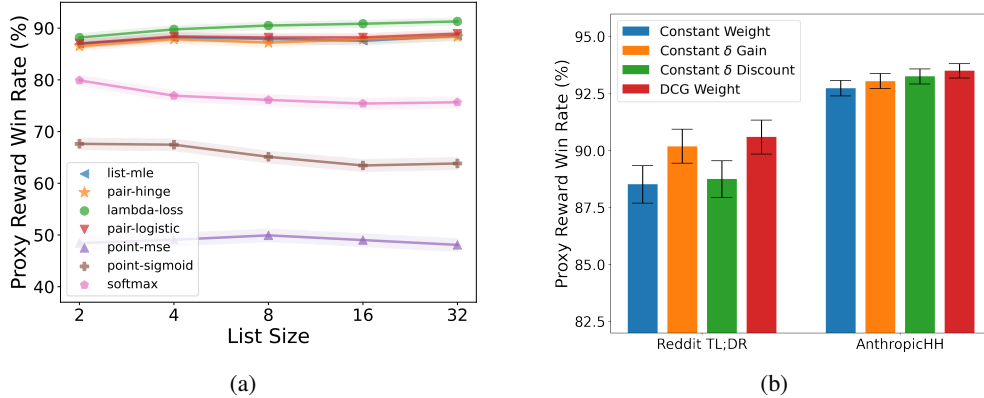 Proxy Reward Win Rate (%)
90
80
70
60
50
40
list-mle
pair-hinge
lambda-loss
pair-logistic
point-mse
point-sigmoid
softmax
2 4 8 16 32
List Size
(a)
Proxy Reward Win Rate (%)
95.0
92.5
90.0
87.5
85.0
82.5
Constant Weight
Constant δ Gain
Constant δ Discount
DCG Weight
Reddit TL;DR AnthropicHH
(b)